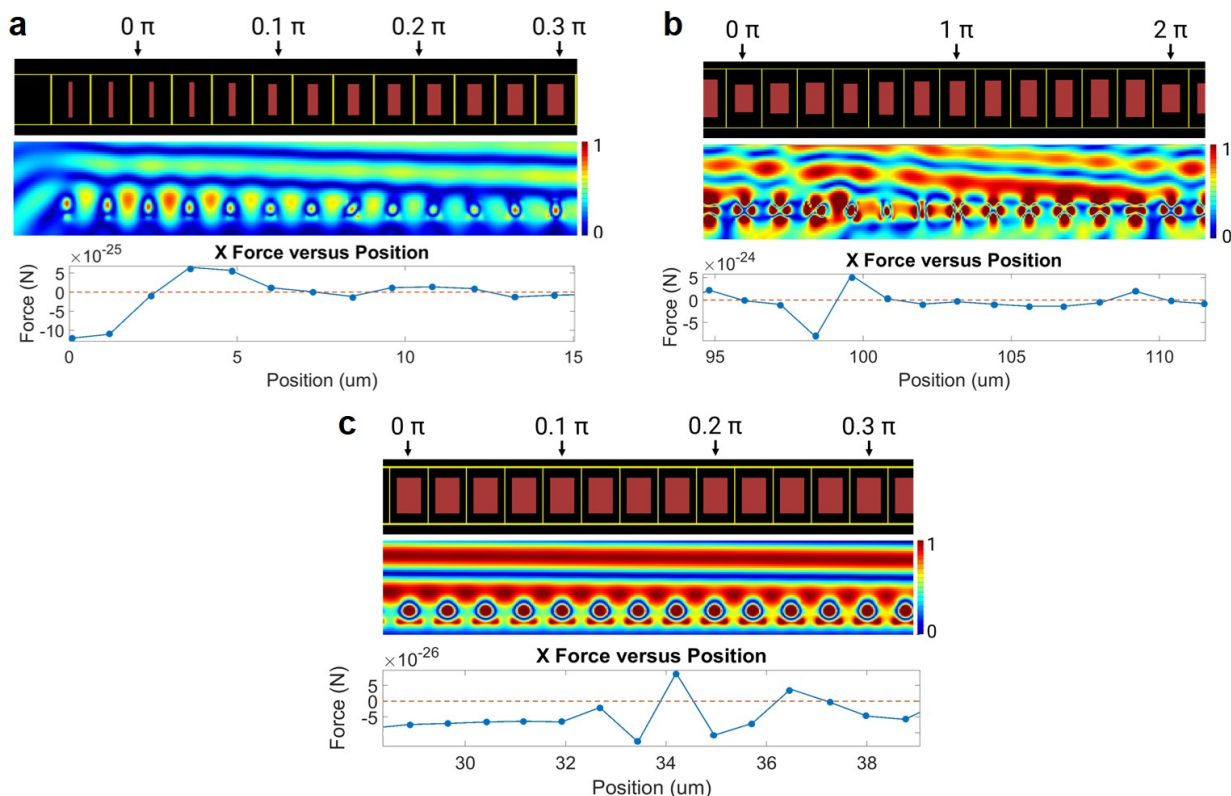 a
0 π 0.1 π 0.2 π 0.3 π
1
0
X Force versus Position
×10-25
Force (N)
5
0
-5
-10
0 5 10 15
Position (um)
b
0 π 1 π 2 π
1
0
X Force versus Position
×10-24
Force (N)
5
0
-5
95 100 105 110
Position (um)
c
0 π 0.1 π 0.2 π 0.3 π
1
0
X Force versus Position
×10-26
Force (N)
5
0
-5
30 32 34 36 38
Position (um)